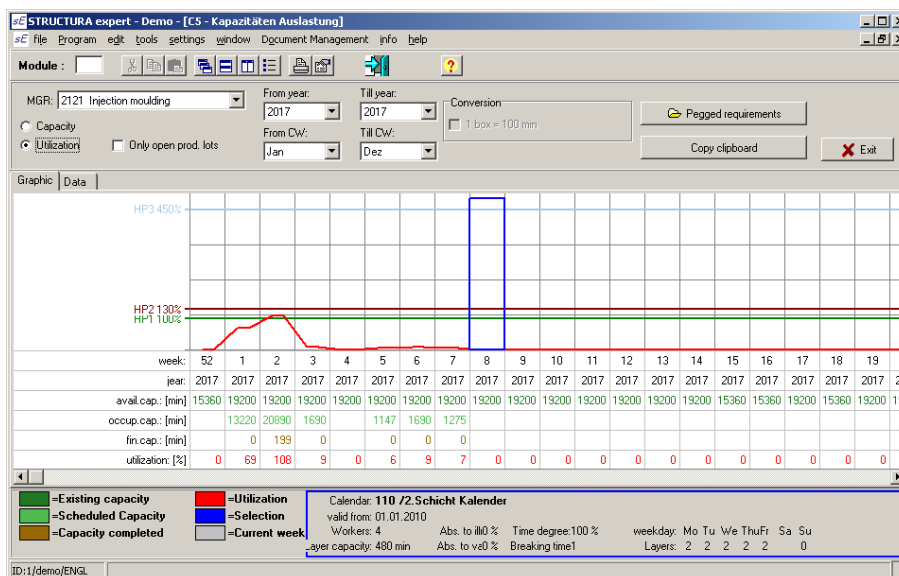 sE STRUCTURA expert - Demo - [C5 - Kapazitäten Auslastung]
sE file Program edit tools settings window Document Management info help
Module :
MGR: 2121 Injection moulding
From year: Till year:
2017 2017
Conversion
1 box = 100 min
Pegged requirements
Capacity
Utilization Only open prod. lots
From CW: Till CW:
Jan Dez
Copy clipboard
Exit
Graphic Data
HP3 450%
HP2 130%
HP1 100%
week: 52 1 2 3 4 5 6 7 8 9 10 11 12 13 14 15 16 17 18 19
jear: 2017 2017 2017 2017 2017 2017 2017 2017 2017 2017 2017 2017 2017 2017 2017 2017 2017 2017 2017 2017 2
avail.cap.: [min] 15360 19200 19200 19200 19200 19200 19200 19200 19200 19200 19200 19200 19200 19200 19200 15360 15360 19200 15360 19200 19
occup.cap.: [min] 13220 20890 1690 1147 1690 1275
fin.cap.: [min] 0 199 0 0 0 0
utilization: [%] 0 69 108 9 0 6 9 7 0 0 0 0 0 0 0 0 0 0 0 0
=Existing capacity =Utilization
=Scheduled Capacity =Selection
=Capacity completed =Current week
Calendar: 110 /2.Schicht Kalender
valid from: 01.01.2010
Workers: 4 Abs. to illi0 % Time degree:100 % weekday: Mo Tu We ThuFr Sa Su
Layer capacity: 480 min Abs. to va0 % Breaking time1 Layers: 2 2 2 2 2 0
ID:1/demo/ENGL